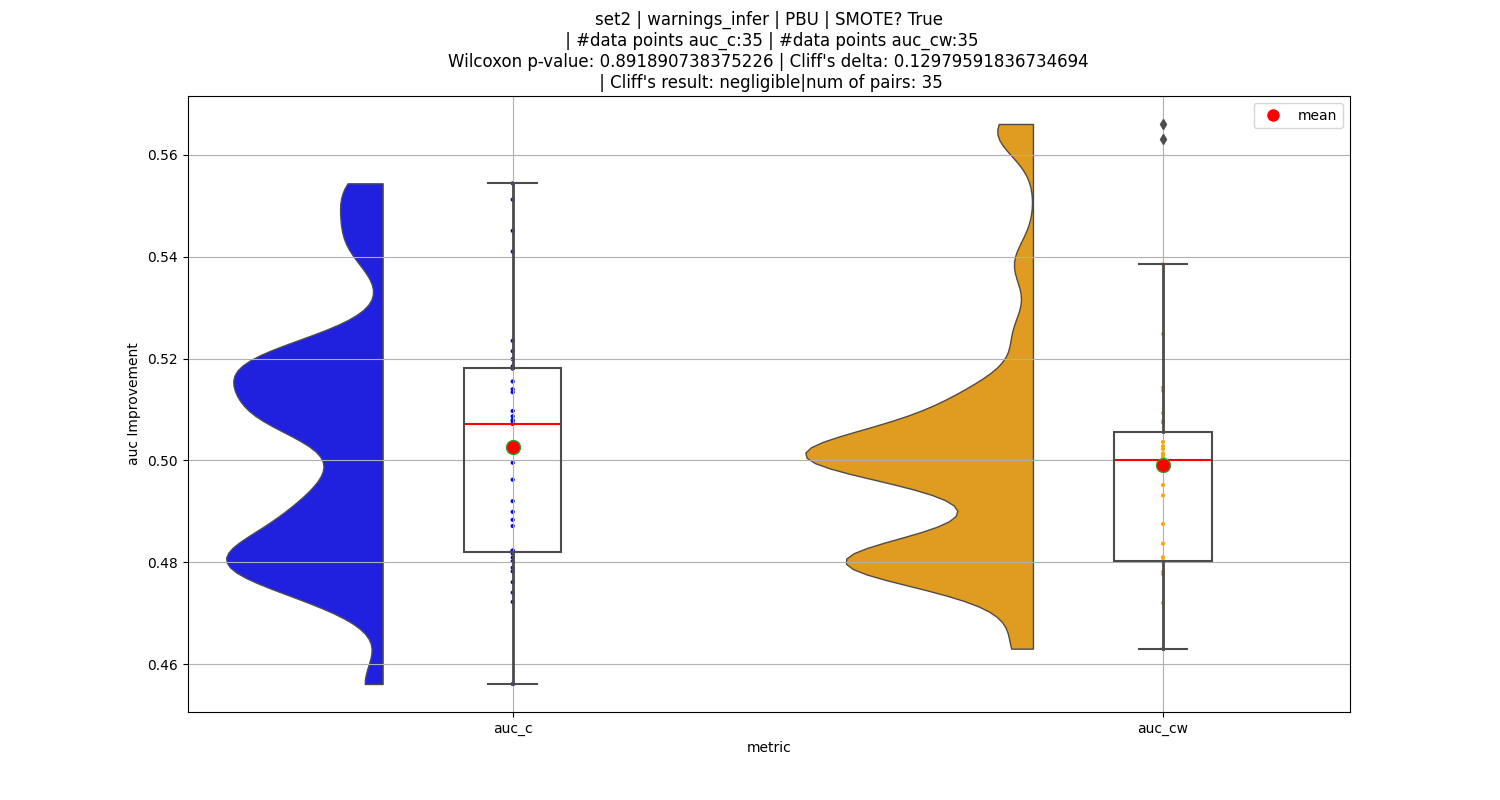 set2 | warnings_infer | PBU | SMOTE? True
| #data points auc_c:35 | #data points auc_cw:35
Wilcoxon p-value: 0.891890738375226 | Cliff's delta: 0.12979591836734694
| Cliff's result: negligible|num of pairs: 35
mean
0.56
0.54
0.52
0.50
0.48
0.46
auc Improvement
auc_c
auc_cw
metric